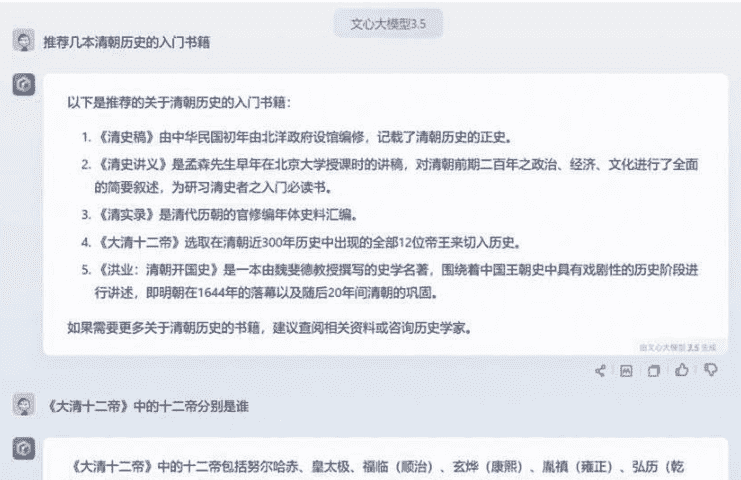 文心大模型3.5
推荐几本清朝历史的入门书籍
以下是推荐的关于清朝历史的入门书籍：
1. 《清史稿》由中华民国初年由北洋政府设馆编修，记载了清朝历史的正史。
2. 《清史讲义》是孟森先生早年在北京大学授课时的讲稿，对清朝前期二百年之政治、经济、文化进行了全面
的简要叙述，为研习清史者之入门必读书。
3. 《清实录》是清代历朝的官修编年体史料汇编。
4. 《大清十二帝》选取在清朝近300年历史中出现的全部12位帝王来切入历史。
5. 《洪业：清朝开国史》是一本由魏斐德教授撰写的史学名著，围绕着中国王朝史中具有戏剧性的历史阶段进
行讲述，即明朝在1644年的落幕以及随后20年间清朝的巩固。
如果需要更多关于清朝历史的书籍，建议查阅相关资料或咨询历史学家。
由文心大模型 3.5 生成
《大清十二帝》中的十二帝分别是谁
《大清十二帝》中的十二帝包括努尔哈赤、皇太极、福临（顺治）、玄烨（康熙）、胤禛（雍正）、弘历（乾